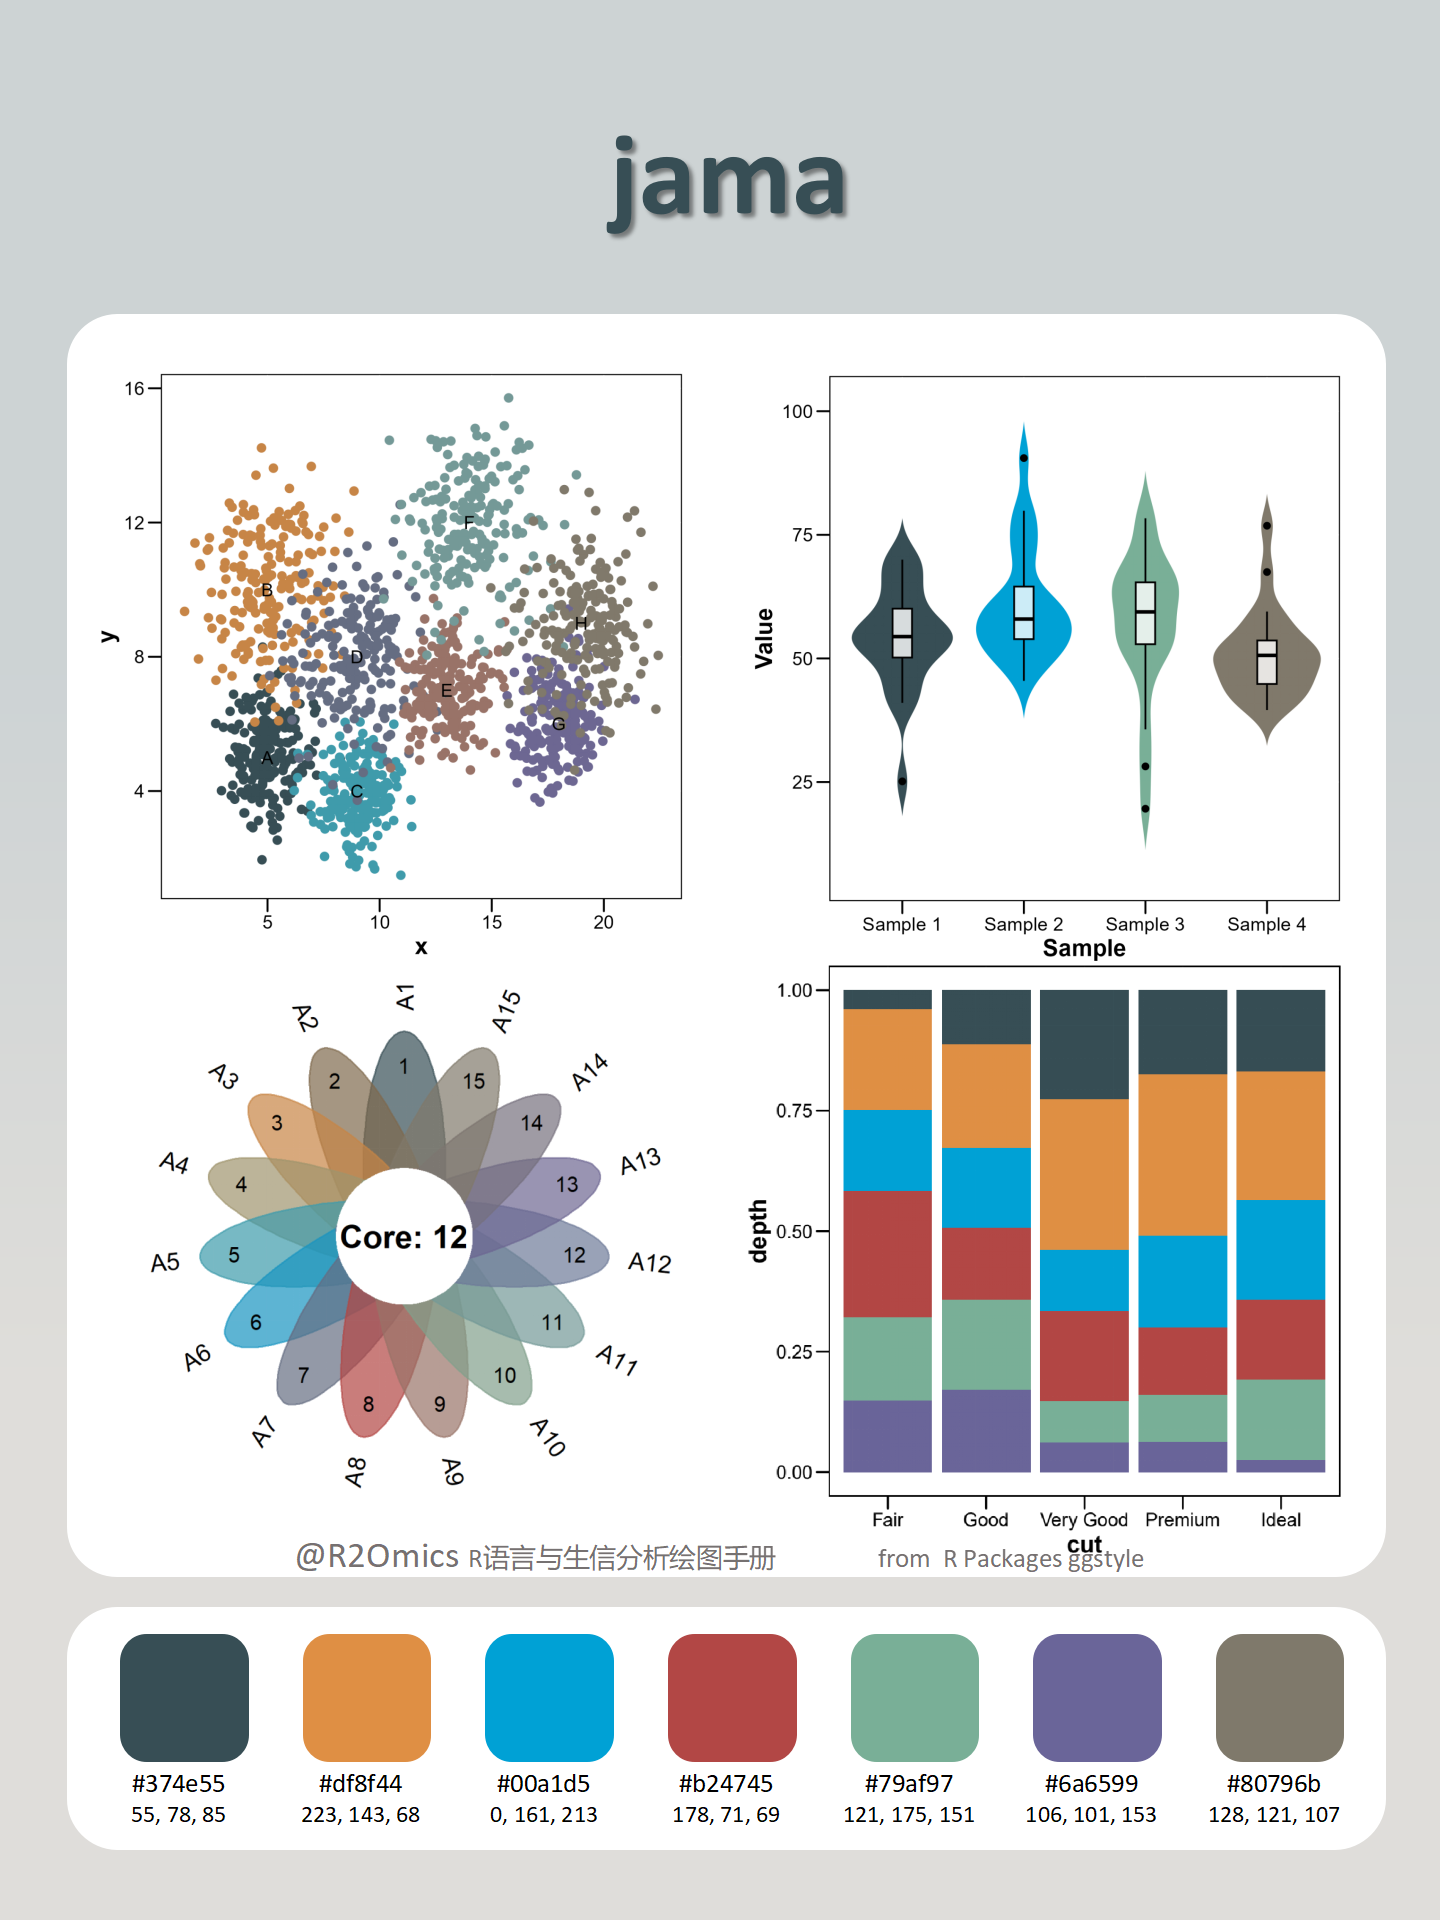 jama
16
12
8
4
y
5 10 15 20
x
A
B
C
D
E
F
G
H
100
75
50
25
Value
Sample 1 Sample 2 Sample 3 Sample 4
Sample
A1
A2
A3
A4
A5
A6
A7
A8
A9
A10
A11
A12
A13
A14
A15
1
2
3
4
5
6
7
8
9
10
11
12
13
14
15
Core: 12
1.00
0.75
0.50
0.25
0.00
depth
Fair Good Very Good Premium Ideal
cut
@R2Omics R语言与生信分析绘图手册
from R Packages ggstyle
#374e55 #df8f44 #00a1d5 #b24745 #79af97 #6a6599 #80796b
55, 78, 85 223, 143, 68 0, 161, 213 178, 71, 69 121, 175, 151 106, 101, 153 128, 121, 107